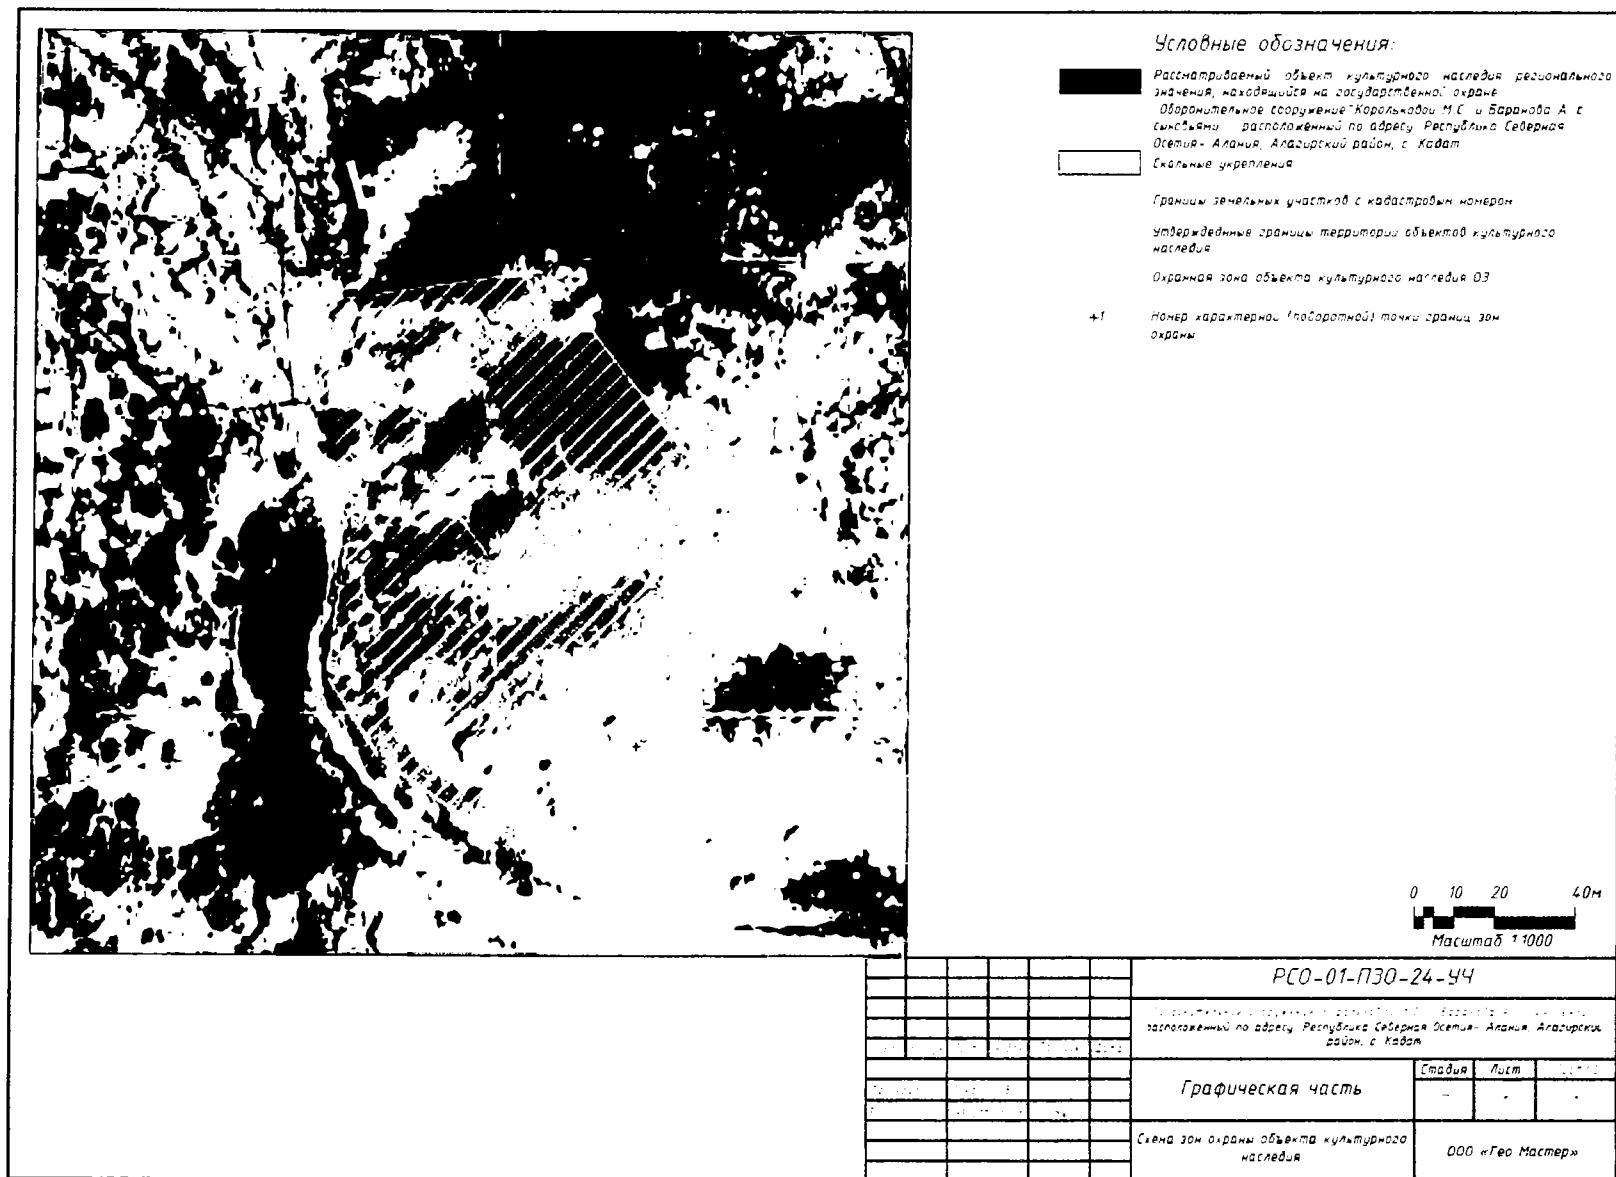 Условные обозначения:
Рассматриваемый объект культурного наследия регионального
значения, находящийся на государственной охране
Оборонительное сооружение Корольковой М.С. и Баранова А. с
сыновьями расположенный по адресу Республика Северная
Осетия- Алания, Алагирский район, с Кадат
Скальные укрепления
Границы земельных участков с кадастровым номером
Утвержденные границы территории объектов культурного
наследия
Охранная зона объекта культурного наследия ОЗ
+1 Номер характерной (поворотной) точки границ зон
охраны
0 10 20 40м
Масштаб 1:1000
РСО-01-ПЗО-24-УЧ
расположенный по адресу Республика Северная Осетия- Алания, Алагирский
район, с Кадат
Графическая часть
Стадия Лист
Схема зон охраны объекта культурного
наследия
ООО «Гео Мастер»